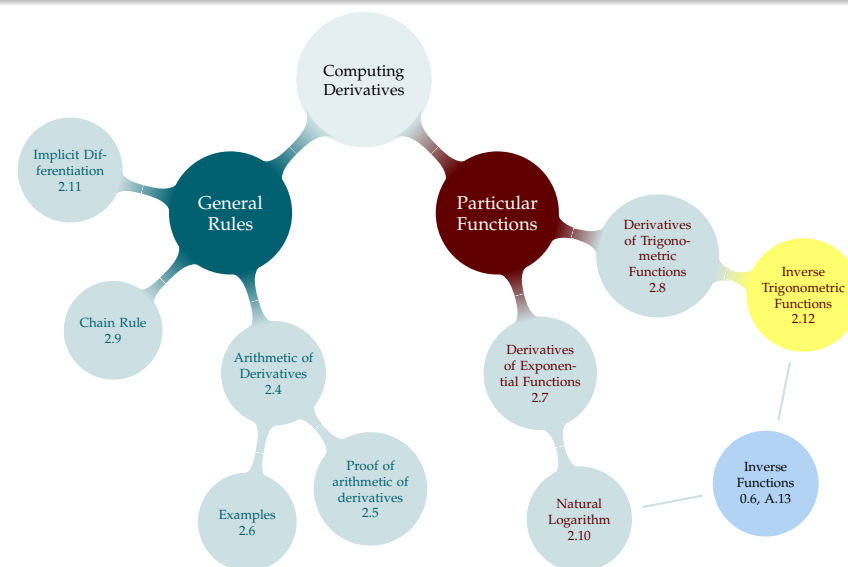 Computing
Derivatives
Implicit Dif-
ferentiation
2.11
General
Rules
Particular
Functions
Derivatives
of Trigono-
metric
Functions
2.8
Inverse
Trigonometric
Functions
2.12
Chain Rule
2.9
Arithmetic of
Derivatives
2.4
Derivatives
of Exponen-
tial Functions
2.7
Proof of
arithmetic of
derivatives
2.5
Examples
2.6
Natural
Logarithm
2.10
Inverse
Functions
0.6, A.13